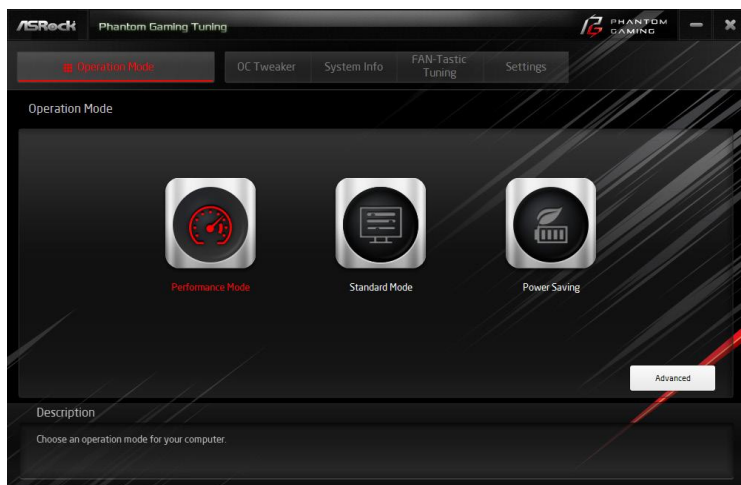 ASRock Phantom Gaming Tuning PHANTOM GAMING
Operation Mode OC Tweaker System Info FAN-Tastic Tuning Settings
Operation Mode
Performance Mode Standard Mode Power Saving
Advanced
Description
Choose an operation mode for your computer.